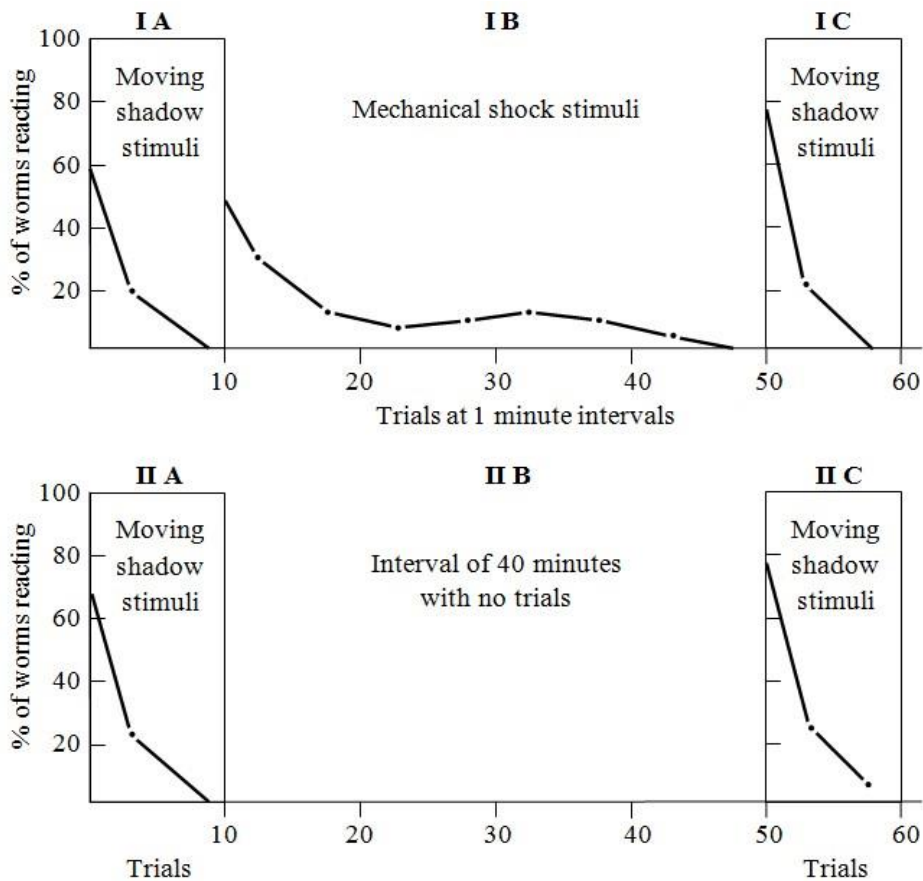 I A
I B
I C
100
80
60
40
20
% of worms reacting
Moving
shadow
stimuli
Mechanical shock stimuli
Moving
shadow
stimuli
10
20
30
40
50
60
Trials at 1 minute intervals
II A
II B
II C
100
80
60
40
20
% of worms reacting
Moving
shadow
stimuli
Interval of 40 minutes
with no trials
Moving
shadow
stimuli
10
20
30
40
50
60
Trials
Trials